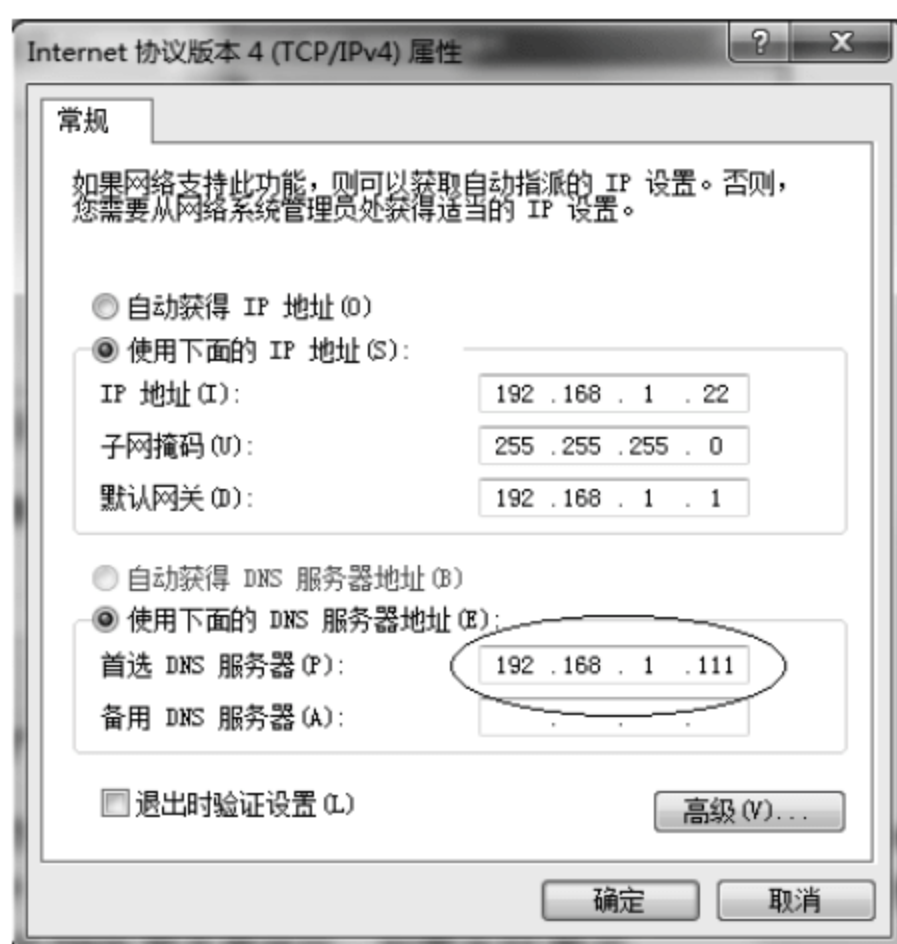 Internet 协议版本 4 (TCP/IPv4) 属性
常规
如果网络支持此功能，则可以获取自动指派的 IP 设置。否则，
您需要从网络系统管理员处获得适当的 IP 设置。
自动获得 IP 地址(O)
使用下面的 IP 地址(S):
IP 地址(I): 192 .168 . 1 . 22
子网掩码(U): 255 .255 .255 . 0
默认网关(D): 192 .168 . 1 . 1
自动获得 DNS 服务器地址(B)
使用下面的 DNS 服务器地址(E):
首选 DNS 服务器(P): 192 .168 . 1 .111
备用 DNS 服务器(A): . . .
退出时验证设置(L)
高级(V)...
确定 取消